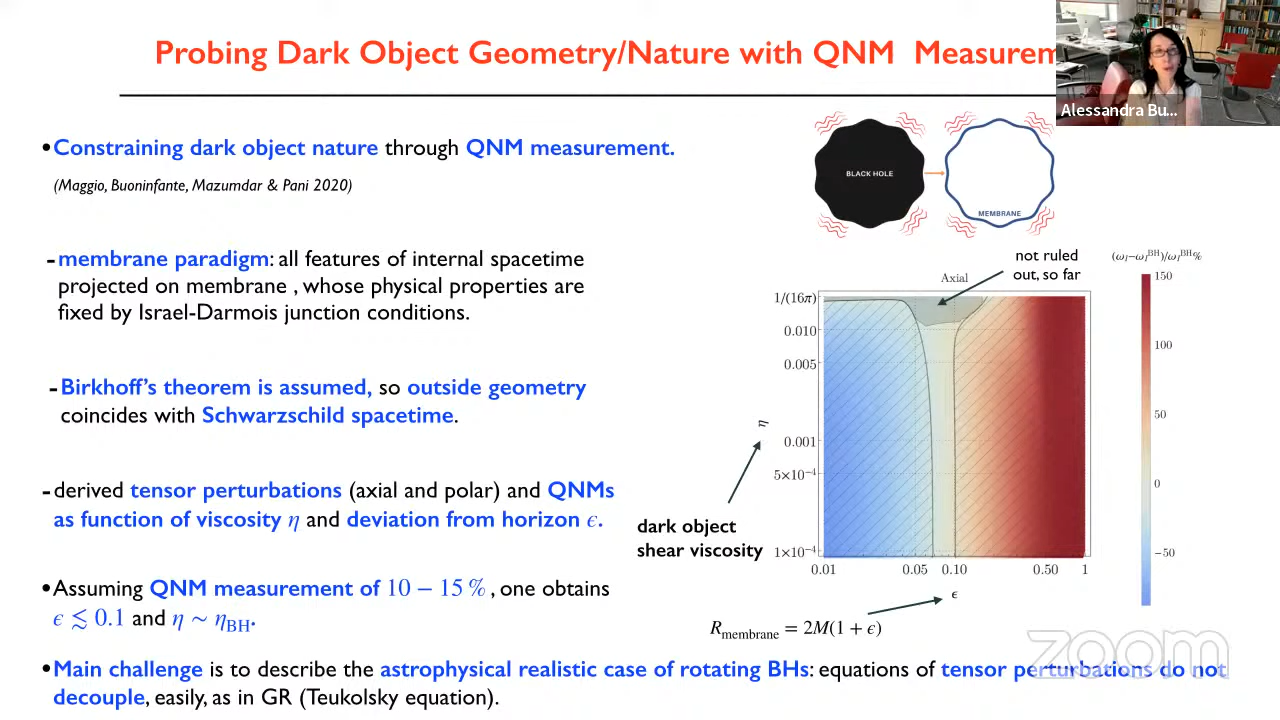 Probing Dark Object Geometry/Nature with QNM Measurem
Alessandra Bu...
•Constraining dark object nature through QNM measurement.
(Maggio, Buoninfante, Mazumdar & Pani 2020)
BLACK HOLE
MEMBRANE
- membrane paradigm: all features of internal spacetime
projected on membrane , whose physical properties are
fixed by Israel-Darmois junction conditions.
- Birkhoff's theorem is assumed, so outside geometry
coincides with Schwarzschild spacetime.
- derived tensor perturbations (axial and polar) and QNMs
as function of viscosity η and deviation from horizon ϵ.
•Assuming QNM measurement of 10 − 15 % , one obtains
ϵ ≲ 0.1 and η ∼ η_BH.
not ruled
out, so far
(ω_I−ω_I^BH)/ω_I^BH%
Axial
1/(16π)
0.010
0.005
0.001
5×10⁻⁴
1×10⁻⁴
η
0.01 0.05 0.10 0.50 1
ϵ
150
100
50
0
−50
dark object
shear viscosity
R_membrane = 2M(1 + ϵ)
•Main challenge is to describe the astrophysical realistic case of rotating BHs: equations of tensor perturbations do not
decouple, easily, as in GR (Teukolsky equation).
zoom